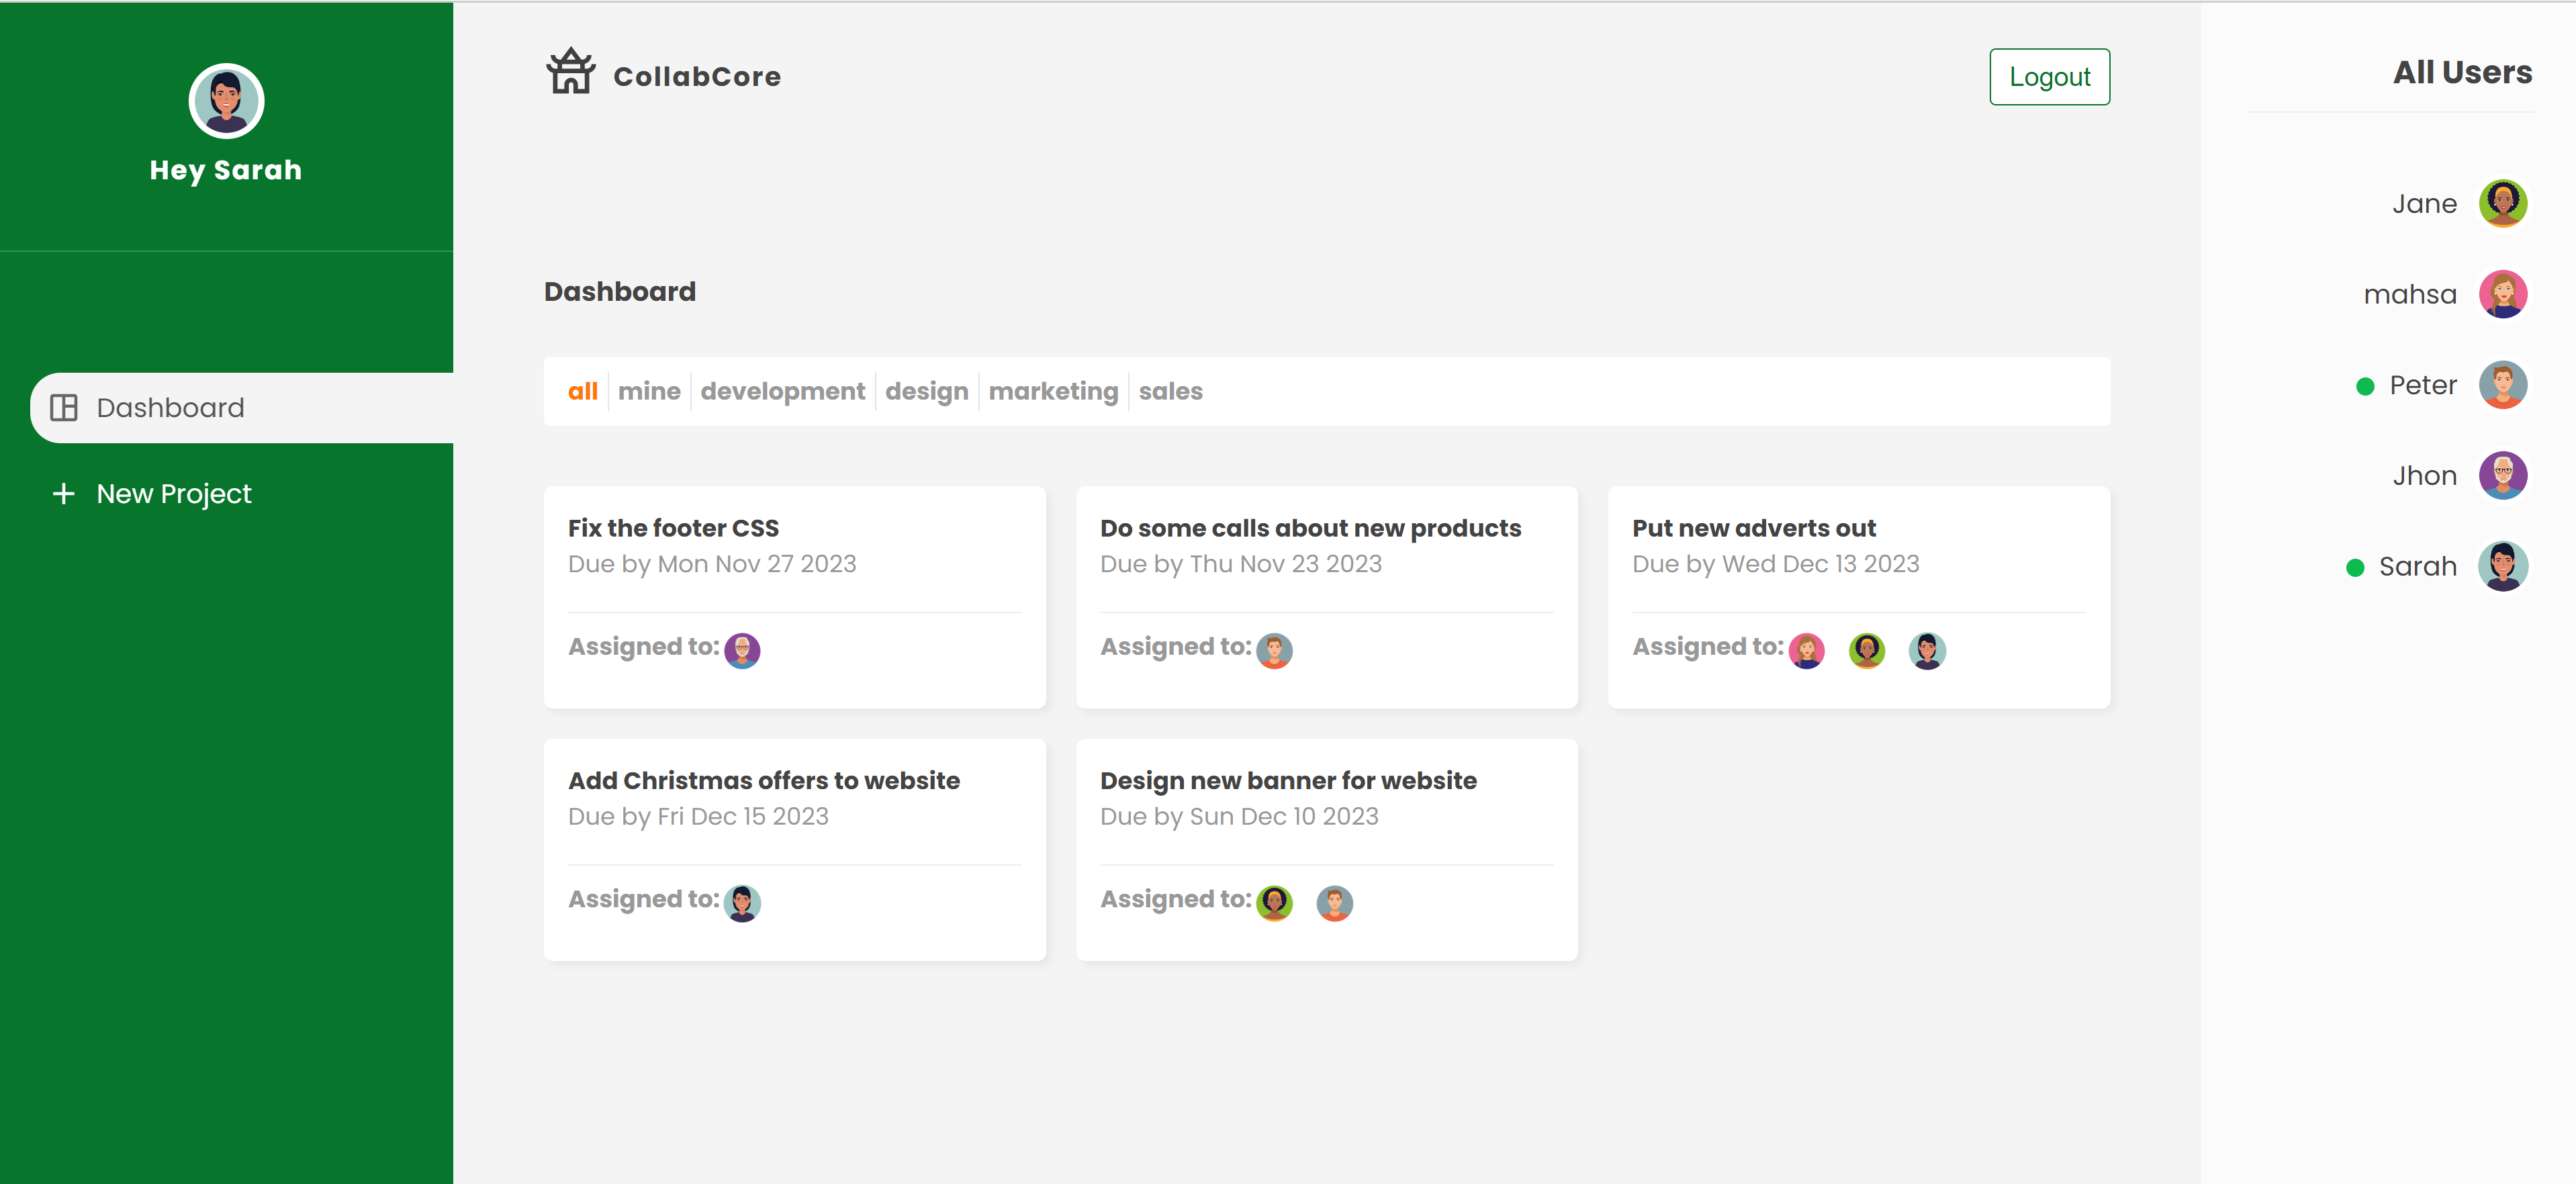 Hey Sarah
Dashboard
New Project
CollabCore
Logout
Dashboard
all mine development design marketing sales
Fix the footer CSS
Due by Mon Nov 27 2023
Assigned to:
Do some calls about new products
Due by Thu Nov 23 2023
Assigned to:
Put new adverts out
Due by Wed Dec 13 2023
Assigned to:
Add Christmas offers to website
Due by Fri Dec 15 2023
Assigned to:
Design new banner for website
Due by Sun Dec 10 2023
Assigned to:
All Users
Jane
mahsa
Peter
Jhon
Sarah